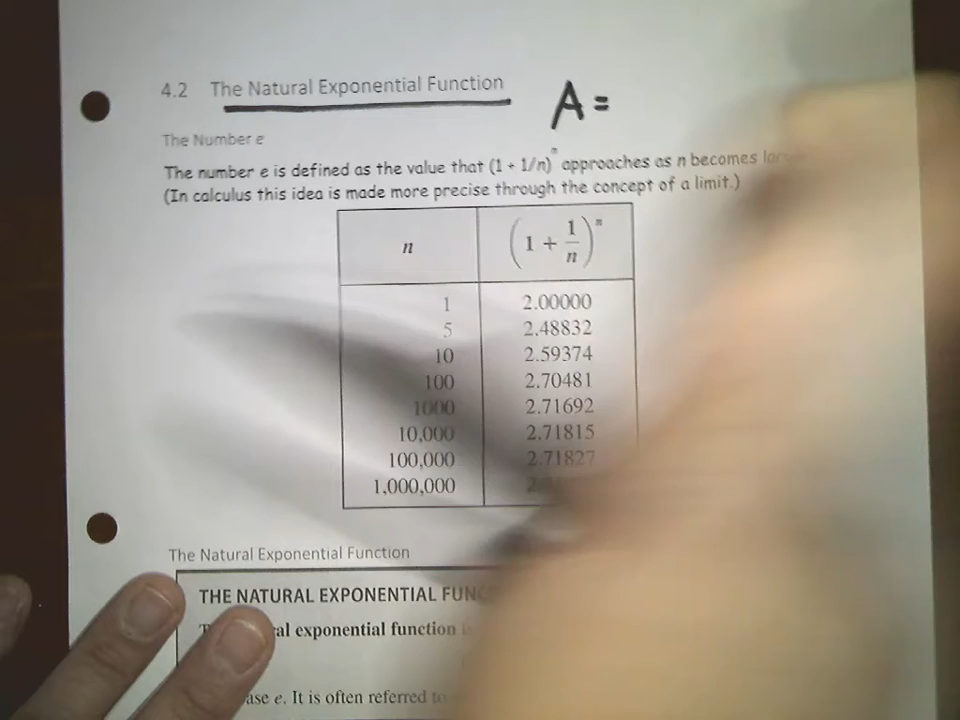 4.2 The Natural Exponential Function
A =
The Number e
The number e is defined as the value that (1 + 1/n)ⁿ approaches as n becomes
(In calculus this idea is made more precise through the concept of a limit.)
n (1 + 1/n)ⁿ
1 2.00000
5 2.48832
10 2.59374
100 2.70481
1000 2.71692
10,000 2.71815
100,000 2.71827
1,000,000
The Natural Exponential Function
THE NATURAL EXPONENTIAL
exponential function
e. It is often referred to